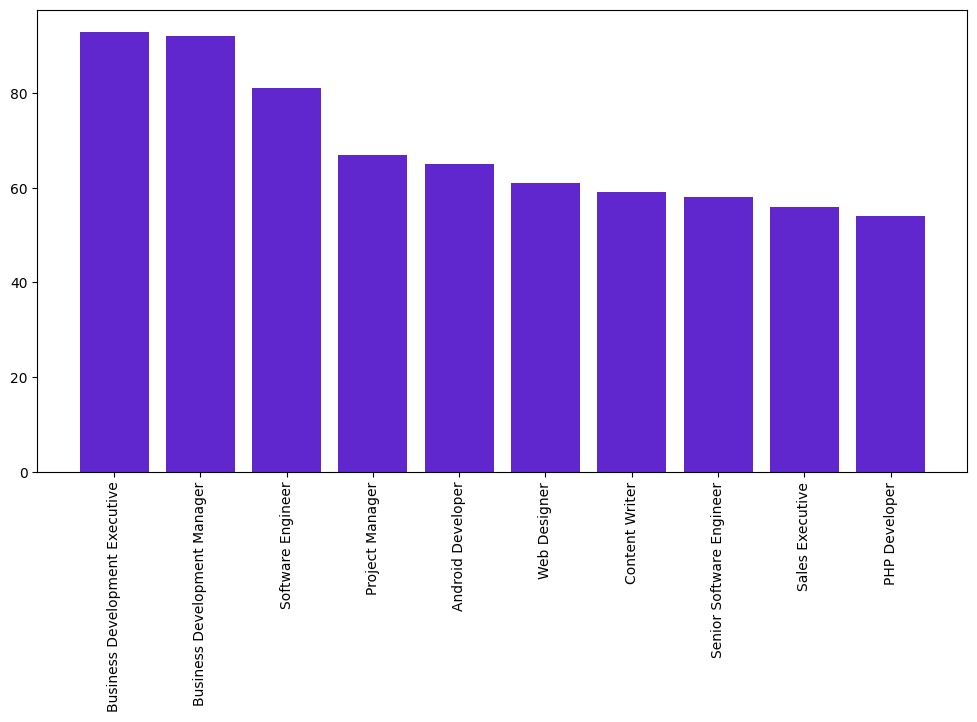 80
60
40
20
0
Business Development Executive
Business Development Manager
Software Engineer
Project Manager
Android Developer
Web Designer
Content Writer
Senior Software Engineer
Sales Executive
PHP Developer